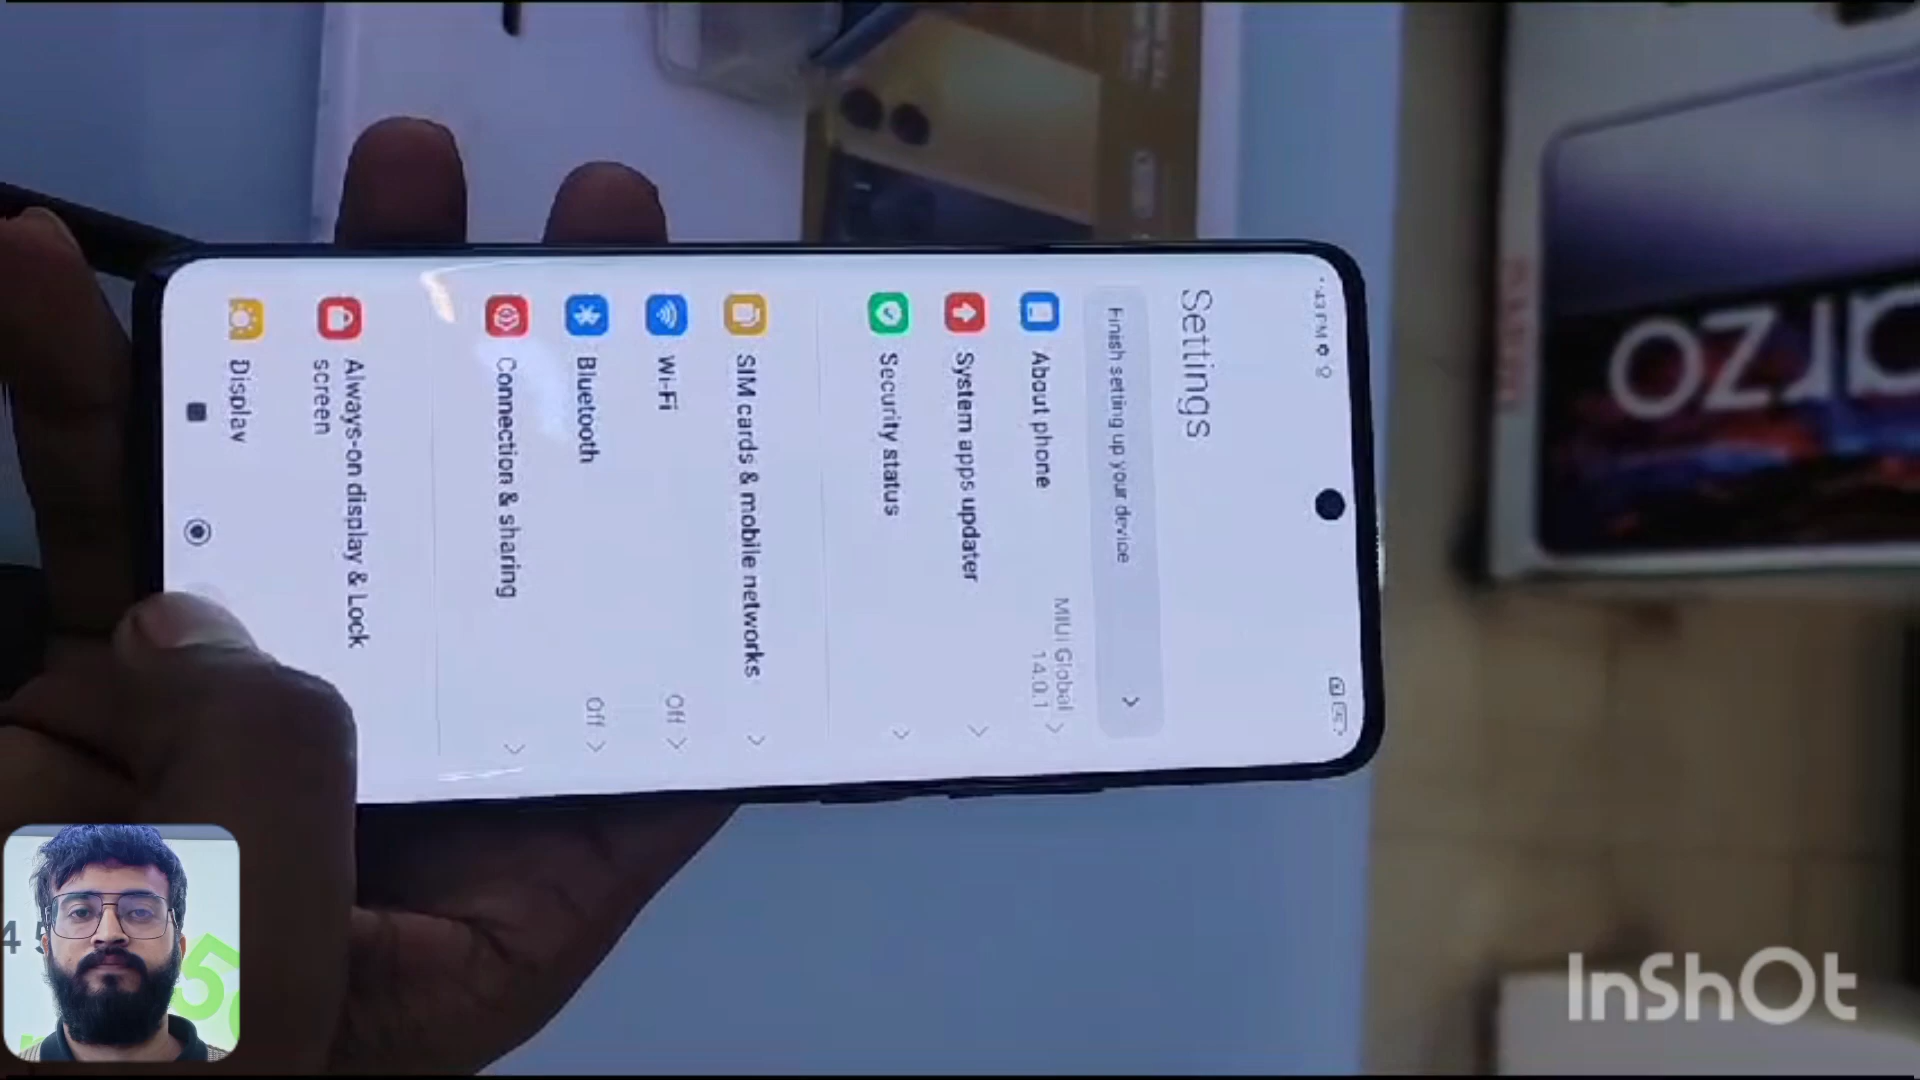 Settings
Finish setting up your device
About phone
MIUI Global
14.0.1
System apps updater
Security status
SIM cards & mobile networks
Wi-Fi
Off
Bluetooth
Off
Connection & sharing
Always-on display & Lock
screen
Display
InShOt